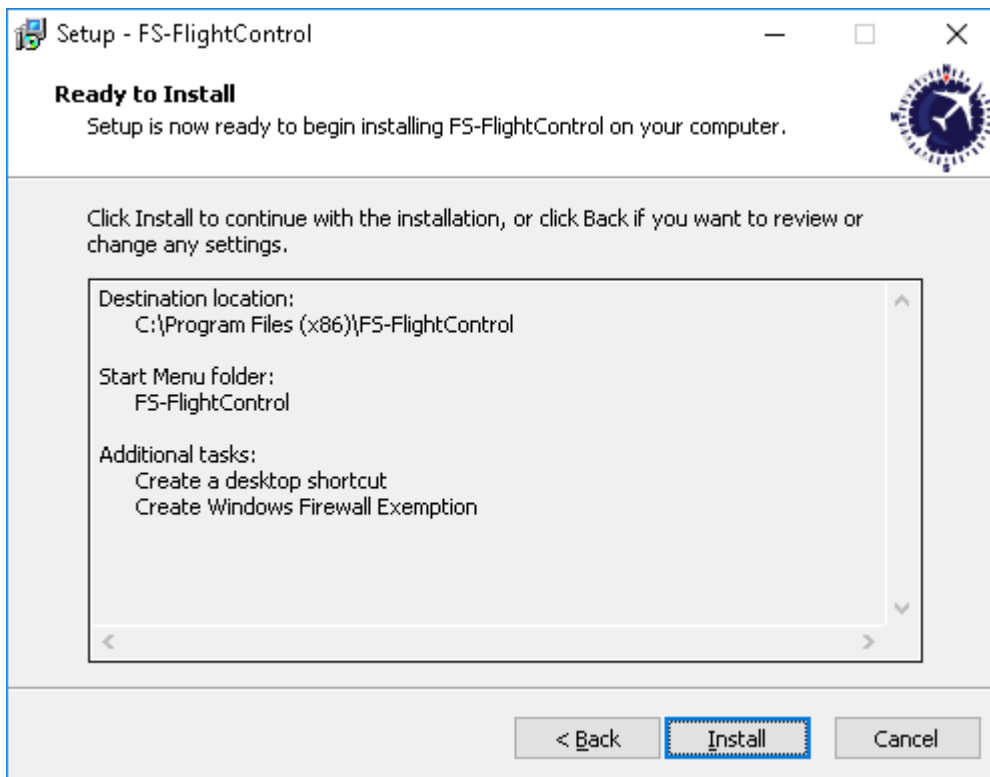 Setup - FS-FlightControl
Ready to Install
Setup is now ready to begin installing FS-FlightControl on your computer.
N
W
S
Click Install to continue with the installation, or click Back if you want to review or
change any settings.
Destination location:
C:\Program Files (x86)\FS-FlightControl
Start Menu folder:
FS-FlightControl
Additional tasks:
Create a desktop shortcut
Create Windows Firewall Exemption
< Back
Install
Cancel